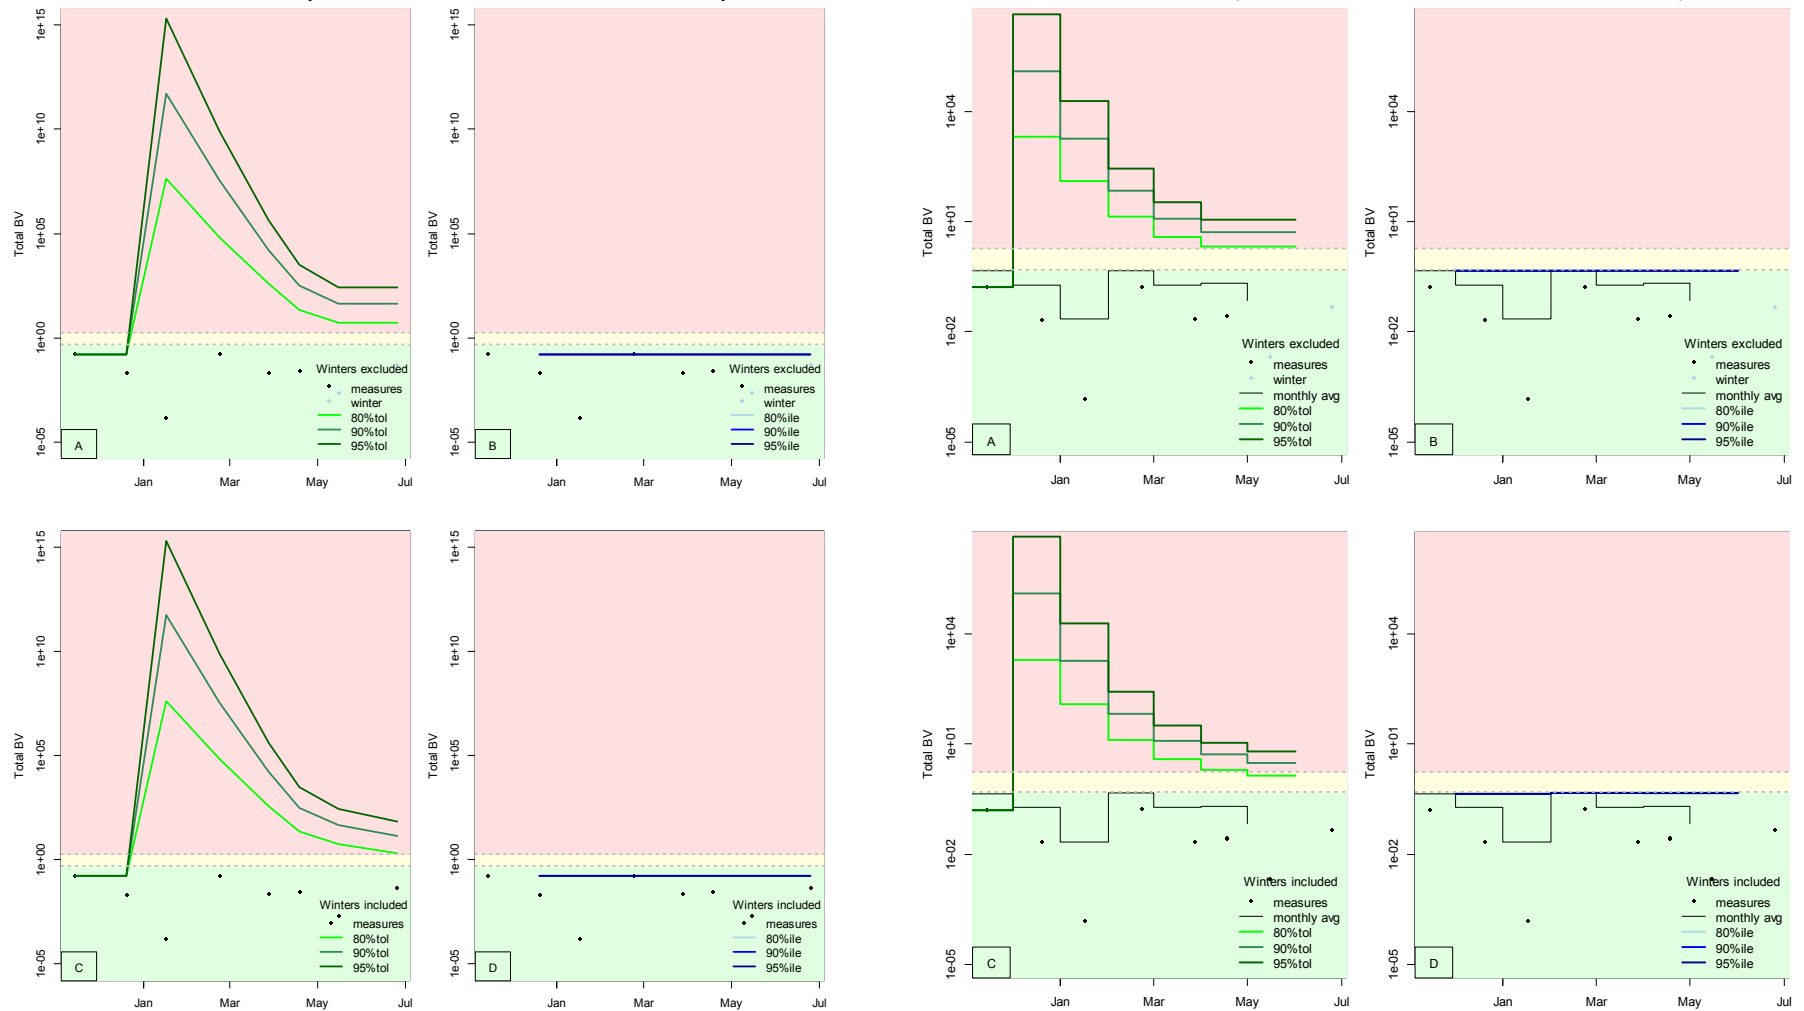 Total BV
1e-05
1e+00
1e+05
1e+10
1e+15
Winters excluded
measures
winter
80%tol
90%tol
95%tol
A
Jan
Mar
May
Jul
Total BV
1e-05
1e+00
1e+05
1e+10
1e+15
Winters excluded
measures
winter
80%ile
90%ile
95%ile
B
Jan
Mar
May
Jul
Total BV
1e-05
1e-02
1e+01
1e+04
Winters excluded
measures
winter
monthly avg
80%tol
90%tol
95%tol
A
Jan
Mar
May
Jul
Total BV
1e-05
1e-02
1e+01
1e+04
Winters excluded
measures
winter
monthly avg
80%ile
90%ile
95%ile
B
Jan
Mar
May
Jul
Total BV
1e-05
1e+00
1e+05
1e+10
1e+15
Winters included
measures
80%tol
90%tol
95%tol
C
Jan
Mar
May
Jul
Total BV
1e-05
1e+00
1e+05
1e+10
1e+15
Winters included
measures
80%ile
90%ile
95%ile
D
Jan
Mar
May
Jul
Total BV
1e-05
1e-02
1e+01
1e+04
Winters included
measures
monthly avg
80%tol
90%tol
95%tol
C
Jan
Mar
May
Jul
Total BV
1e-05
1e-02
1e+01
1e+04
Winters included
measures
monthly avg
80%ile
90%ile
95%ile
D
Jan
Mar
May
Jul